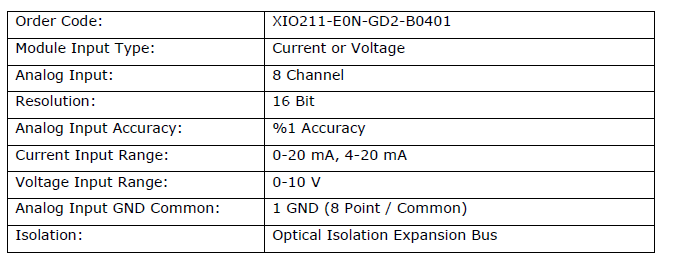 Order Code: XIO211-E0N-GD2-B0401
Module Input Type: Current or Voltage
Analog Input: 8 Channel
Resolution: 16 Bit
Analog Input Accuracy: %1 Accuracy
Current Input Range: 0-20 mA, 4-20 mA
Voltage Input Range: 0-10 V
Analog Input GND Common: 1 GND (8 Point / Common)
Isolation: Optical Isolation Expansion Bus